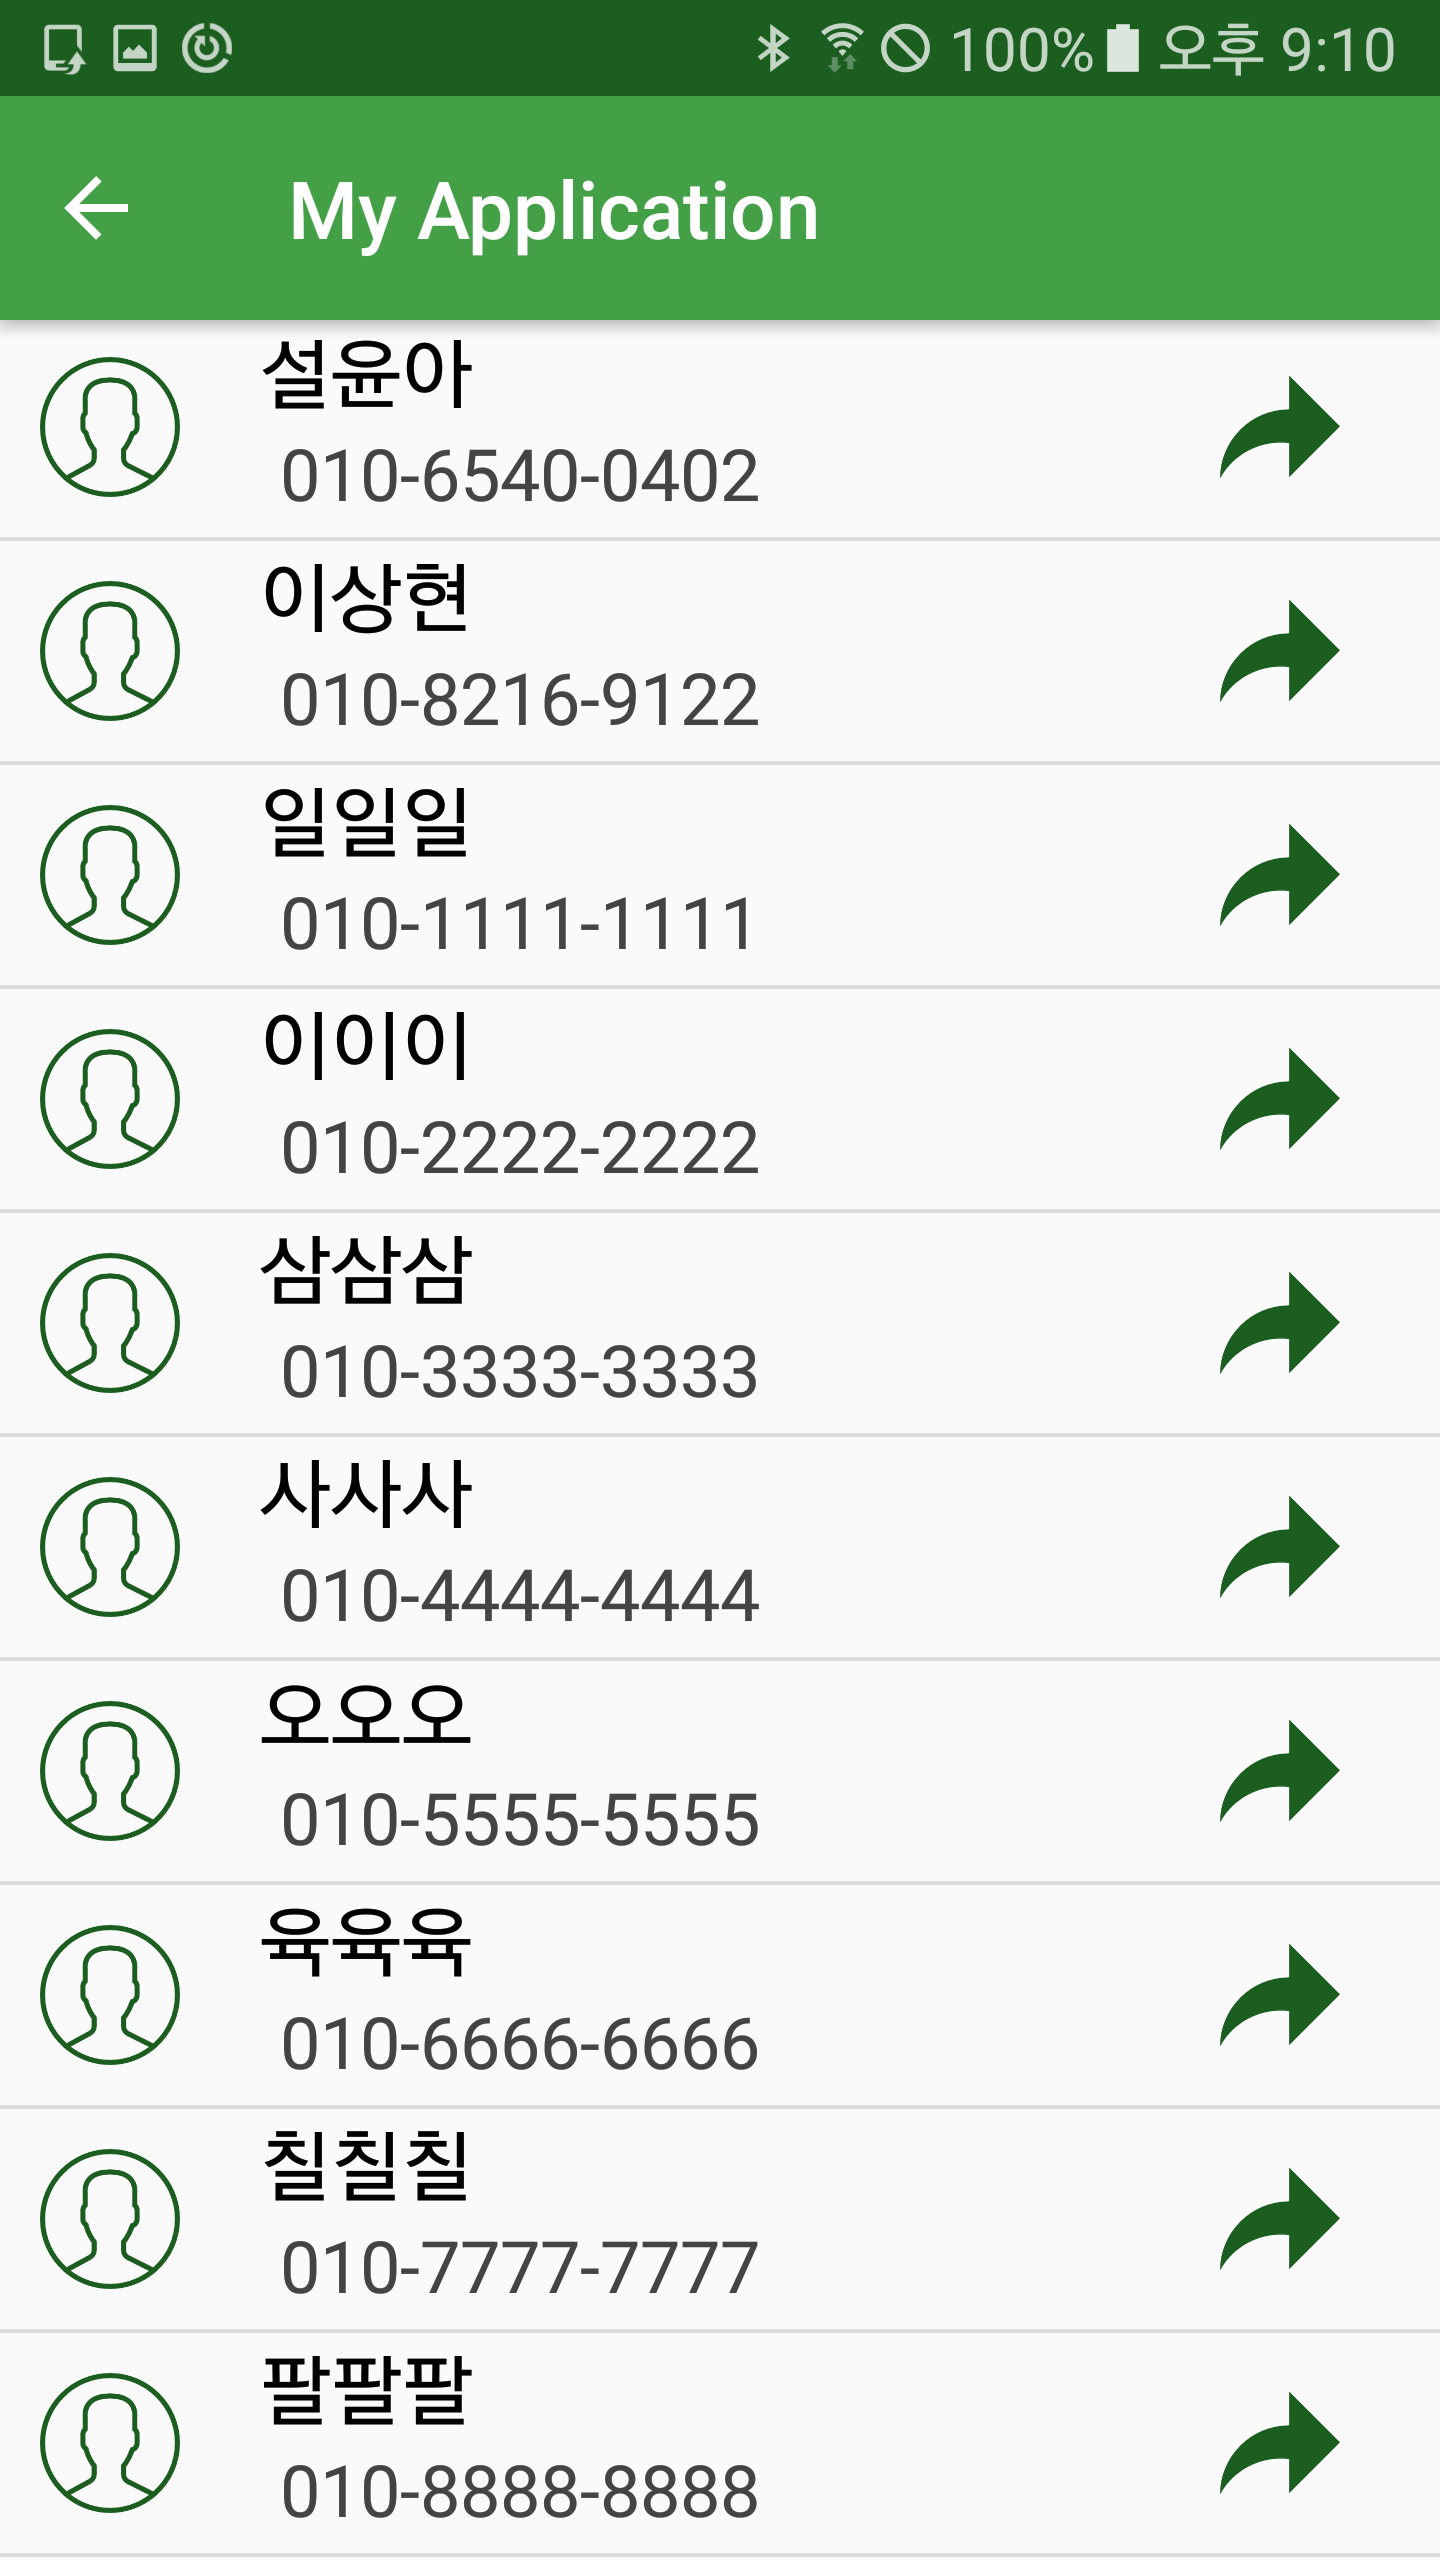 100% 오후 9:10
My Application
설윤아
010-6540-0402
이상현
010-8216-9122
일일일
010-1111-1111
이이이
010-2222-2222
삼삼삼
010-3333-3333
사사사
010-4444-4444
오오오
010-5555-5555
육육육
010-6666-6666
칠칠칠
010-7777-7777
팔팔팔
010-8888-8888